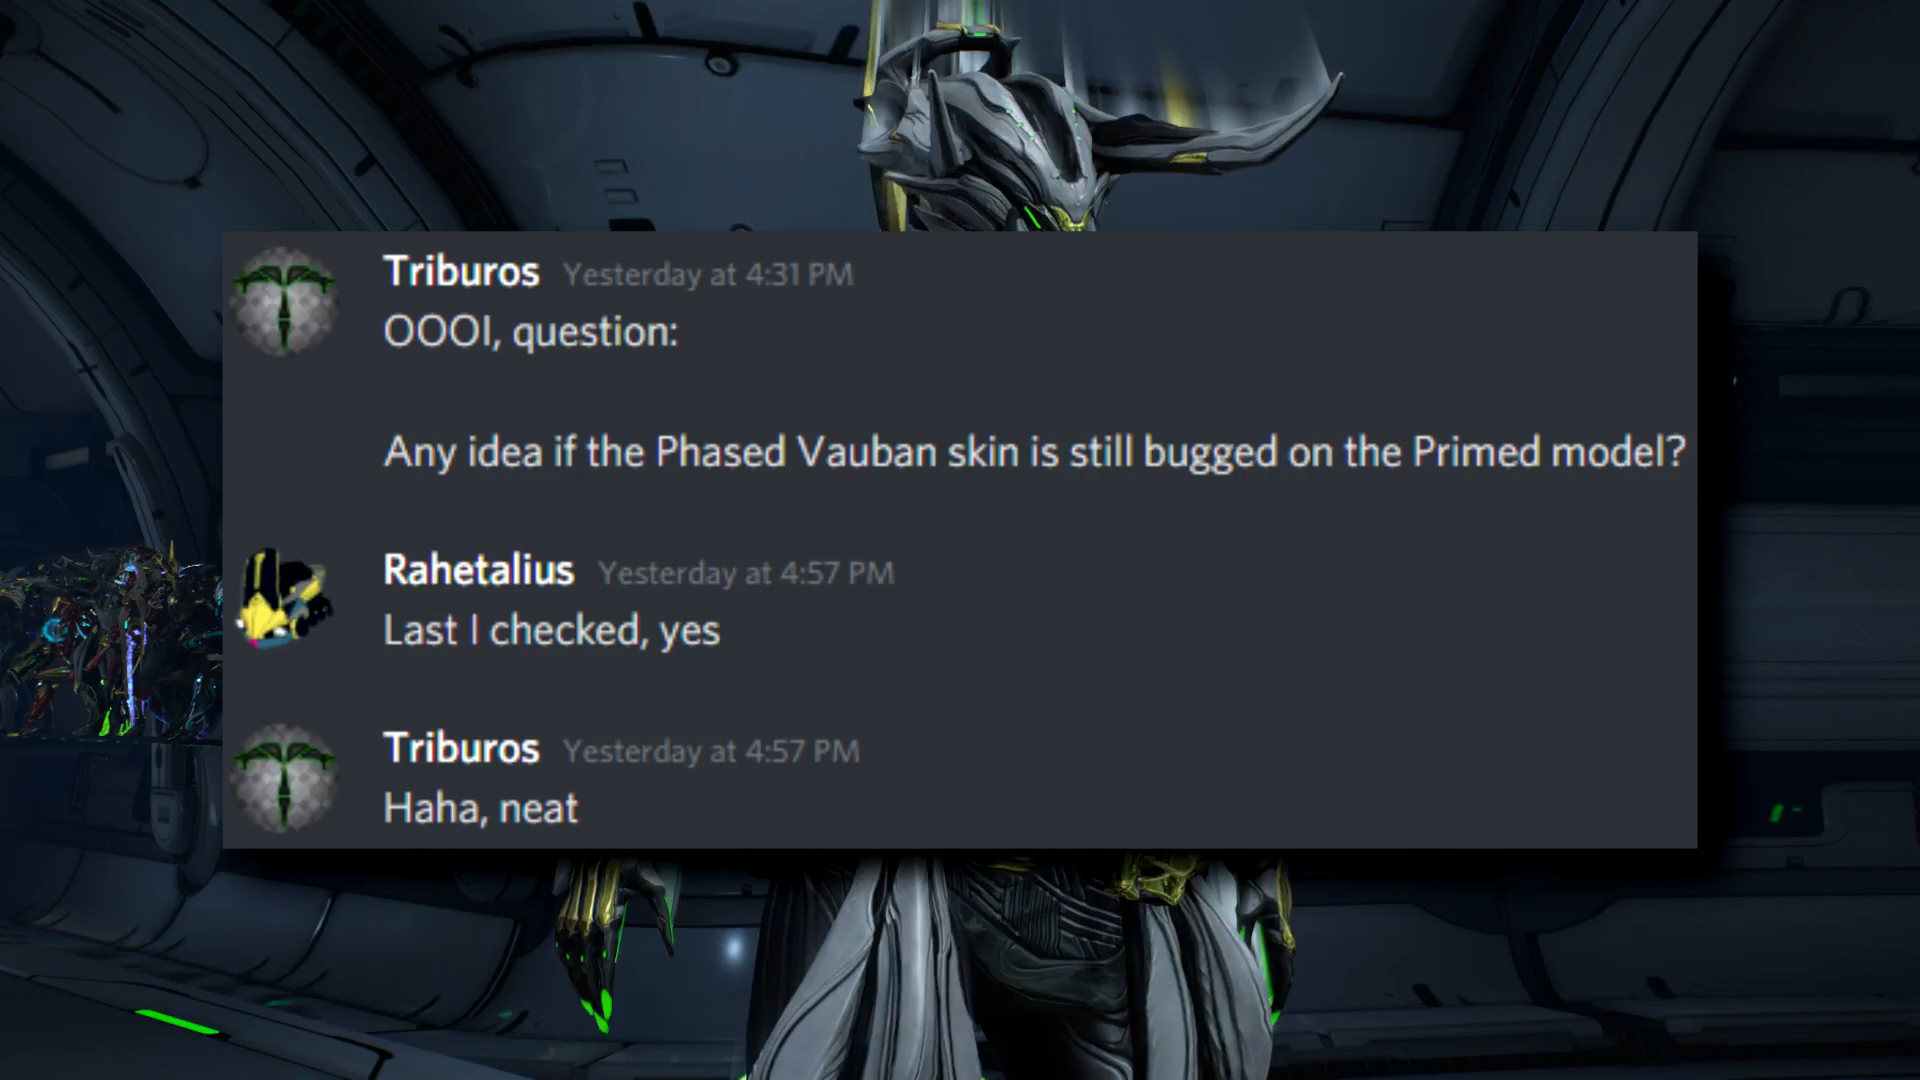 Triburos Yesterday at 4:31 PM
OOOI, question:
Any idea if the Phased Vauban skin is still bugged on the Primed model?
Rahetalius Yesterday at 4:57 PM
Last I checked, yes
Triburos Yesterday at 4:57 PM
Haha, neat